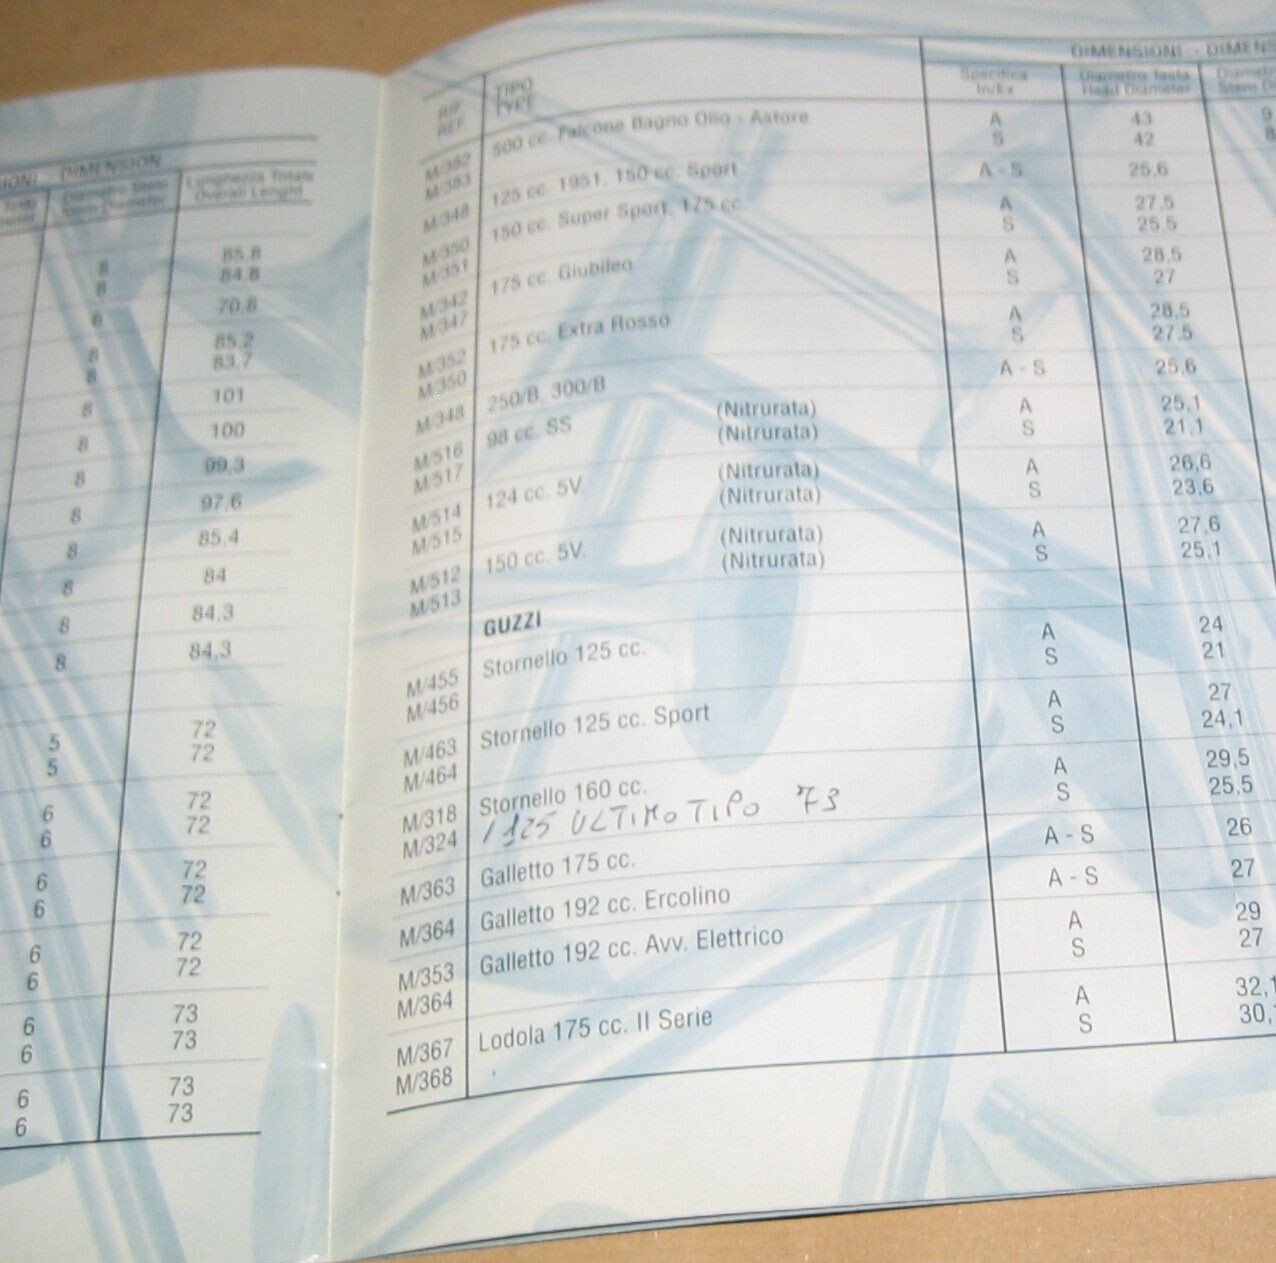 DIMENSIONI - DIMENSION
Diametro Stelo
Stem Diameter
Lunghezza Totale
Overall Lenght
8 85,8
8 84,8
8 70,8
8 85,2
8 83,7
8 101
8 100
8 99,3
8 97,6
8 85,4
8 84
8 84,3
8 84,3
5 72
5 72
6 72
6 72
6 72
6 72
6 72
6 72
6 73
6 73
6 73
6 73
RIF. TIPO
REF. TYPE
DIMENSIONI - DIMENS
Specifica
In/Ex
Diametro Testa
Head Diameter
Diametro
Stem D
M/382 500 cc. Falcone Bagno Olio - Astore A 43 9
M/383 S 42 8
M/348 125 cc. 1951, 150 cc. Sport A - S 25,6
M/350 150 cc. Super Sport, 175 cc. A 27,5
M/351 S 25,5
M/342 175 cc. Giubileo A 28,5
M/347 S 27
M/352 175 cc. Extra Rosso A 28,5
M/350 S 27,5
M/348 250/B, 300/B A - S 25,6
M/516 98 cc. SS (Nitrurata) A 25,1
M/517 (Nitrurata) S 21,1
M/514 124 cc. 5V. (Nitrurata) A 26,6
M/515 (Nitrurata) S 23,6
M/512 150 cc. 5V. (Nitrurata) A 27,6
M/513 (Nitrurata) S 25,1
GUZZI
M/455 Stornello 125 cc. A 24
M/456 S 21
M/463 Stornello 125 cc. Sport A 27
M/464 S 24,1
M/318 Stornello 160 cc. A 29,5
M/324 / 125 ULTIMO TIPO '73 S 25,5
M/363 Galletto 175 cc. A - S 26
M/364 Galletto 192 cc. Ercolino A - S 27
M/353 Galletto 192 cc. Avv. Elettrico A 29
M/364 S 27
M/367 Lodola 175 cc. II Serie A 32,1
M/368 S 30,